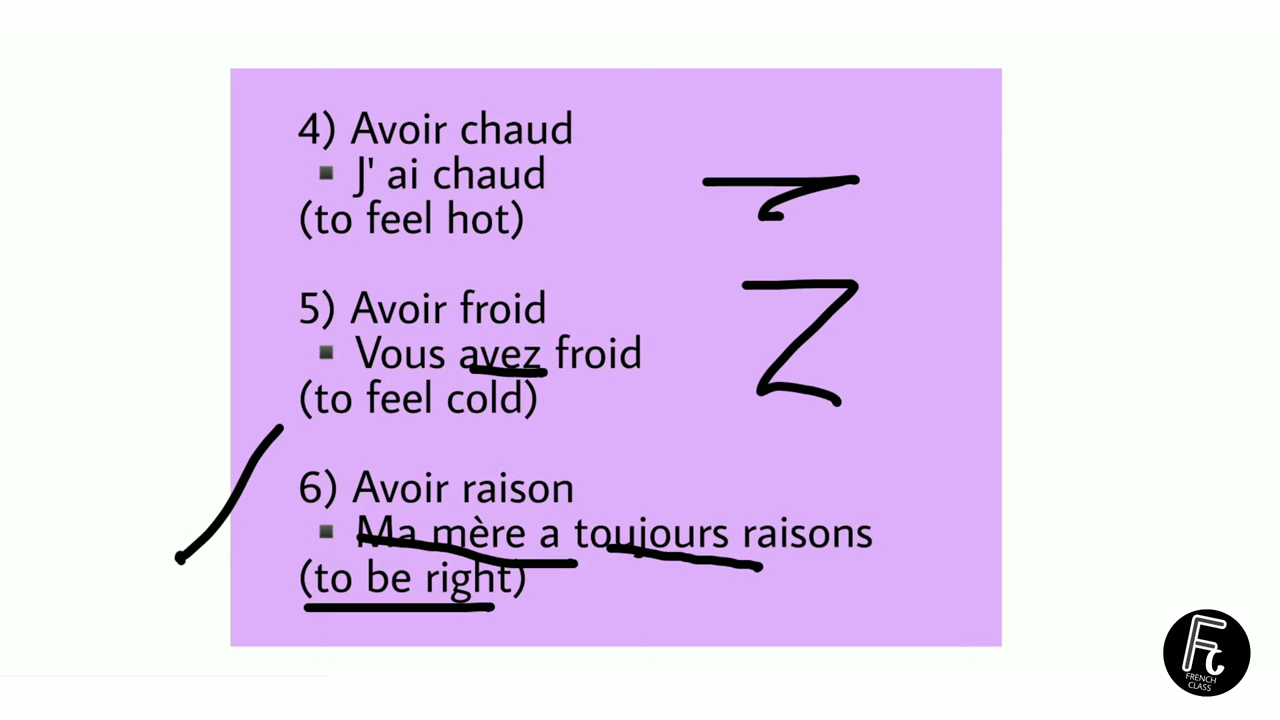 4) Avoir chaud
▪ J' ai chaud
(to feel hot)
5) Avoir froid
▪ Vous avez froid
(to feel cold)
6) Avoir raison
▪ Ma mère a toujours raisons
(to be right)
Fc
FRENCH
CLASS